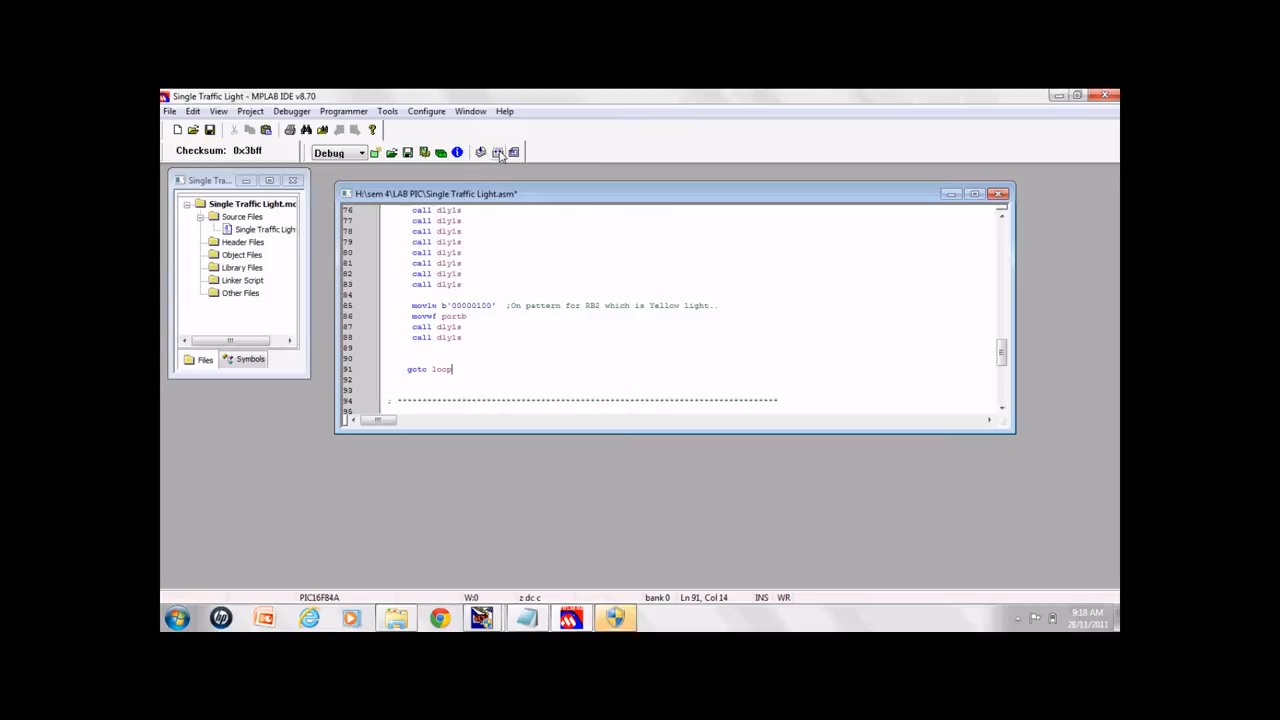 Single Traffic Light - MPLAB IDE v8.70
File Edit View Project Debugger Programmer Tools Configure Window Help
Checksum: 0x3bff
Debug
Single Tra...
Single Traffic Light.mc
Source Files
Single Traffic Ligh
Header Files
Object Files
Library Files
Linker Script
Other Files
Files Symbols
H:\sem 4\LAB PIC\Single Traffic Light.asm*
76 call dly1s
77 call dly1s
78 call dly1s
79 call dly1s
80 call dly1s
81 call dly1s
82 call dly1s
83 call dly1s
84
85 movlw b'00000100' ;On pattern for RB2 which is Yellow light..
86 movwf portb
87 call dly1s
88 call dly1s
89
90
91 goto loop
92
93
94 ; ******************************************************************************
95
PIC16F84A W:0 z dc c bank 0 Ln 91, Col 14 INS WR
9:18 AM
28/11/2011